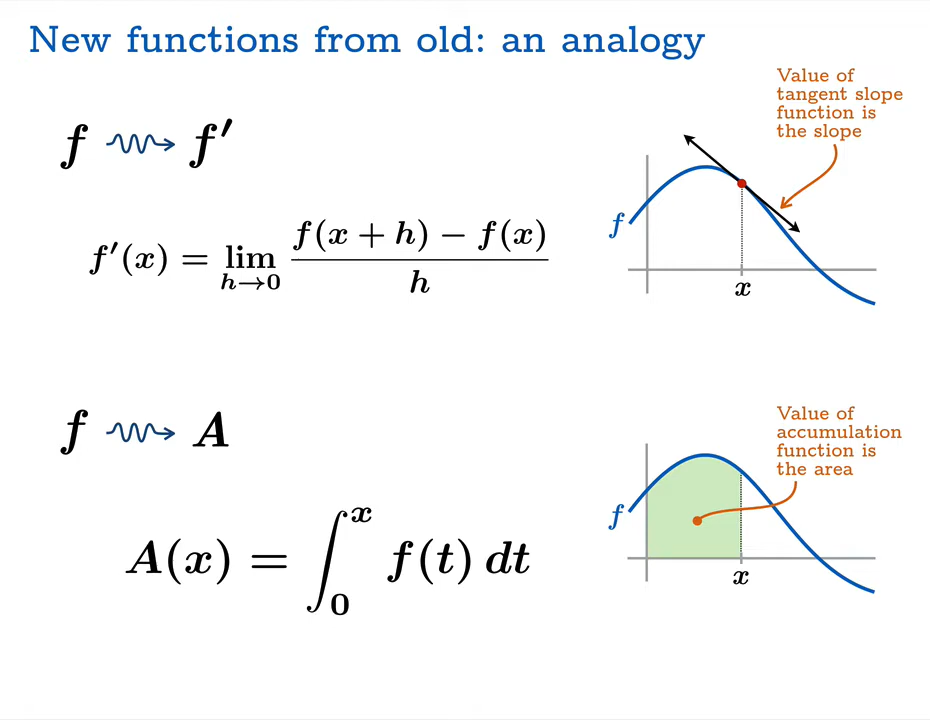 New functions from old: an analogy
f ⇝ f′
f′(x) = lim_{h→0} (f(x + h) − f(x)) / h
Value of
tangent slope
function is
the slope
f
x
f ⇝ A
A(x) = ∫₀ˣ f(t) dt
Value of
accumulation
function is
the area
f
x